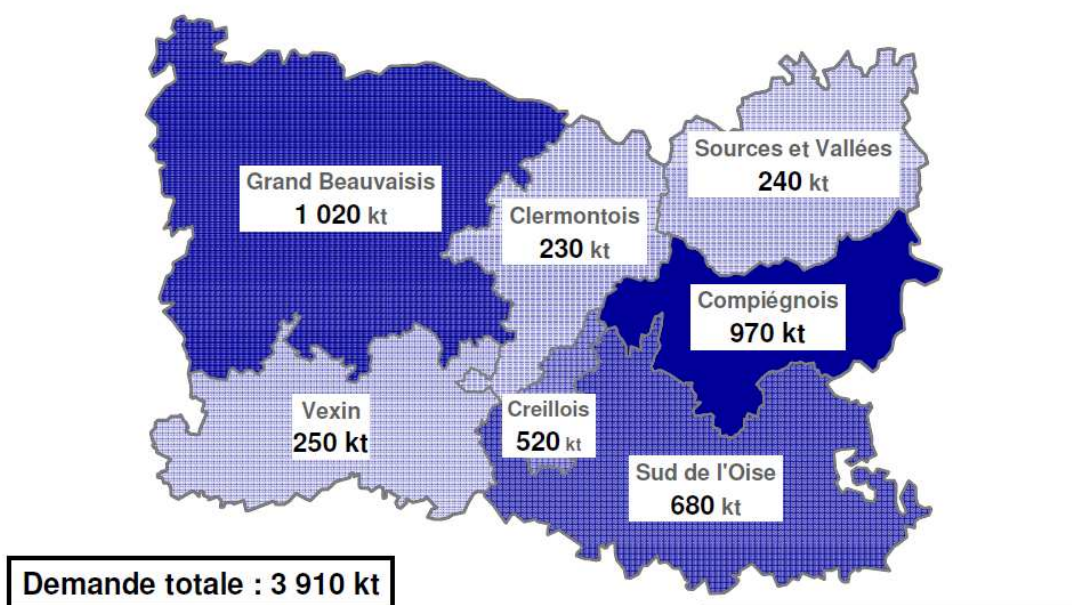 Grand Beauvaisis
1 020 kt
Clermontois
230 kt
Sources et Vallées
240 kt
Compiégnois
970 kt
Vexin
250 kt
Creillois
520 kt
Sud de l'Oise
680 kt
Demande totale : 3 910 kt